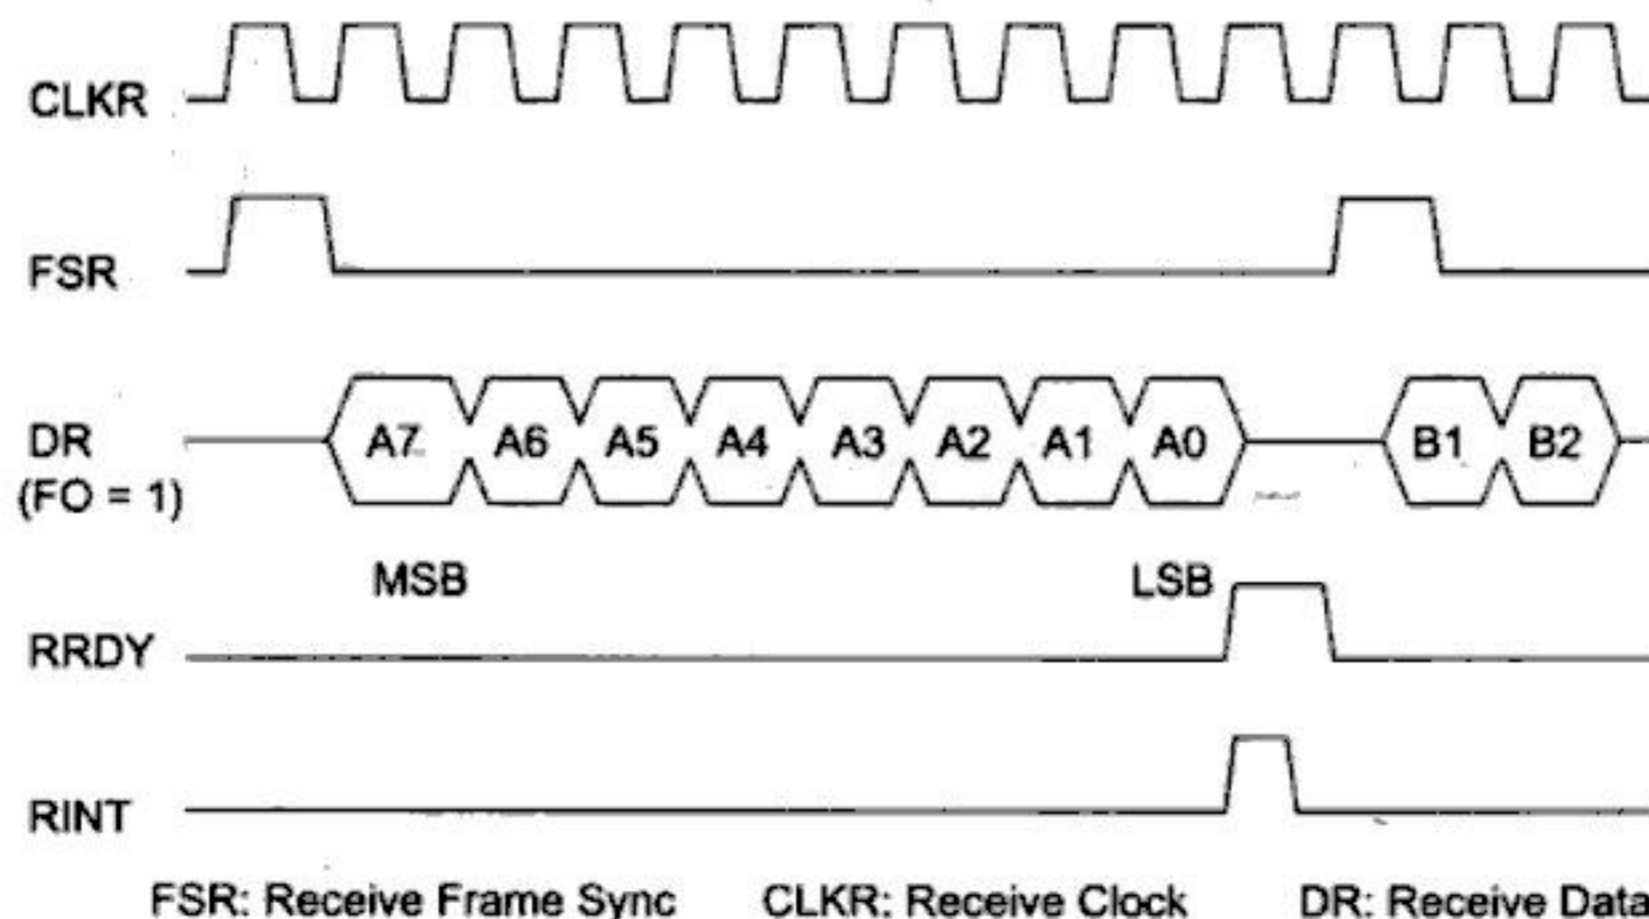 CLKR
FSR
DR
(FO = 1)
A7 A6 A5 A4 A3 A2 A1 A0 B1 B2
MSB LSB
RRDY
RINT
FSR: Receive Frame Sync CLKR: Receive Clock DR: Receive Data